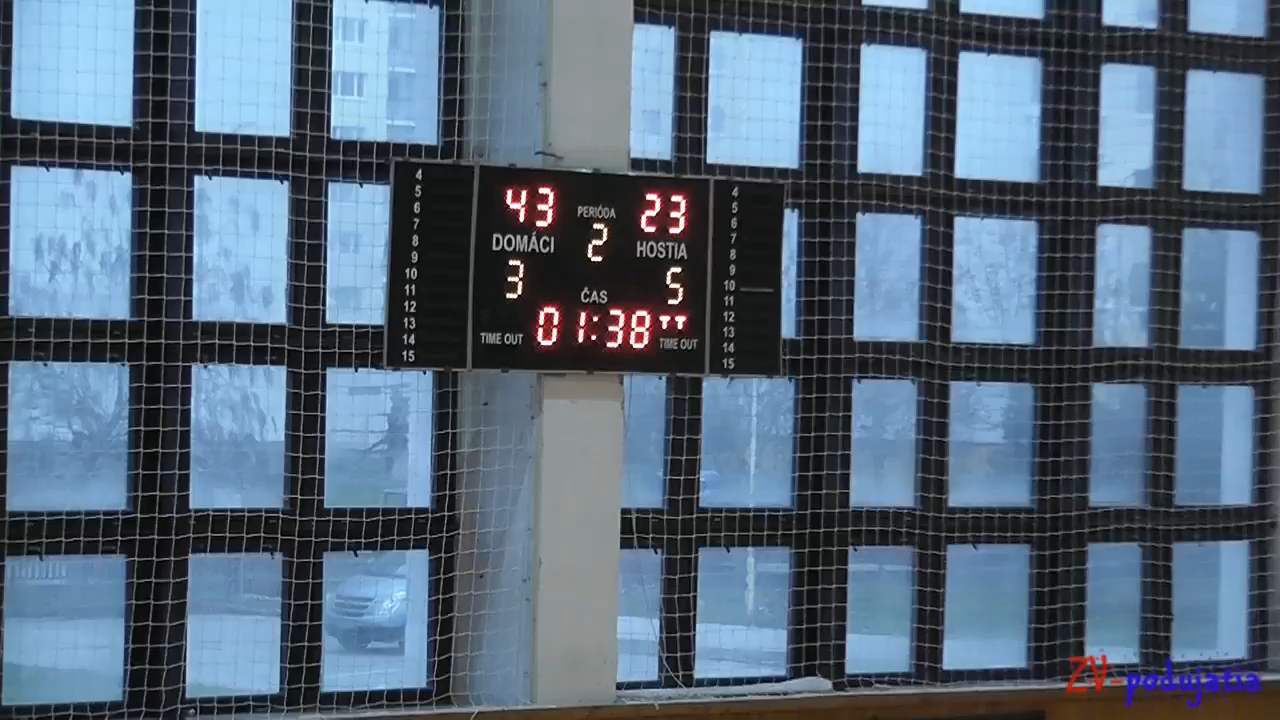 43 PERIÓDA 23
DOMÁCI 2 HOSTIA
3 ČAS 5
TIME OUT 01:38 TIME OUT
4 4
5 5
6 6
7 7
8 8
9 9
10 10
11 11
12 12
13 13
14 14
15 15
ZV-podujatia